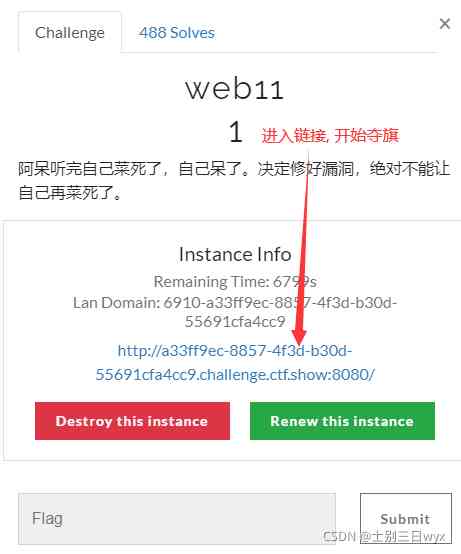 Challenge
488 Solves
×
web11
1
进入链接, 开始夺旗
阿呆听完自己菜死了，自己呆了。决定修好漏洞，绝对不能让
自己再菜死了。
Instance Info
Remaining Time: 6799s
Lan Domain: 6910-a33ff9ec-8857-4f3d-b30d-
55691cfa4cc9
http://a33ff9ec-8857-4f3d-b30d-
55691cfa4cc9.challenge.ctf.show:8080/
Destroy this instance
Renew this instance
Flag
Submit
CSDN @士别三日wyx